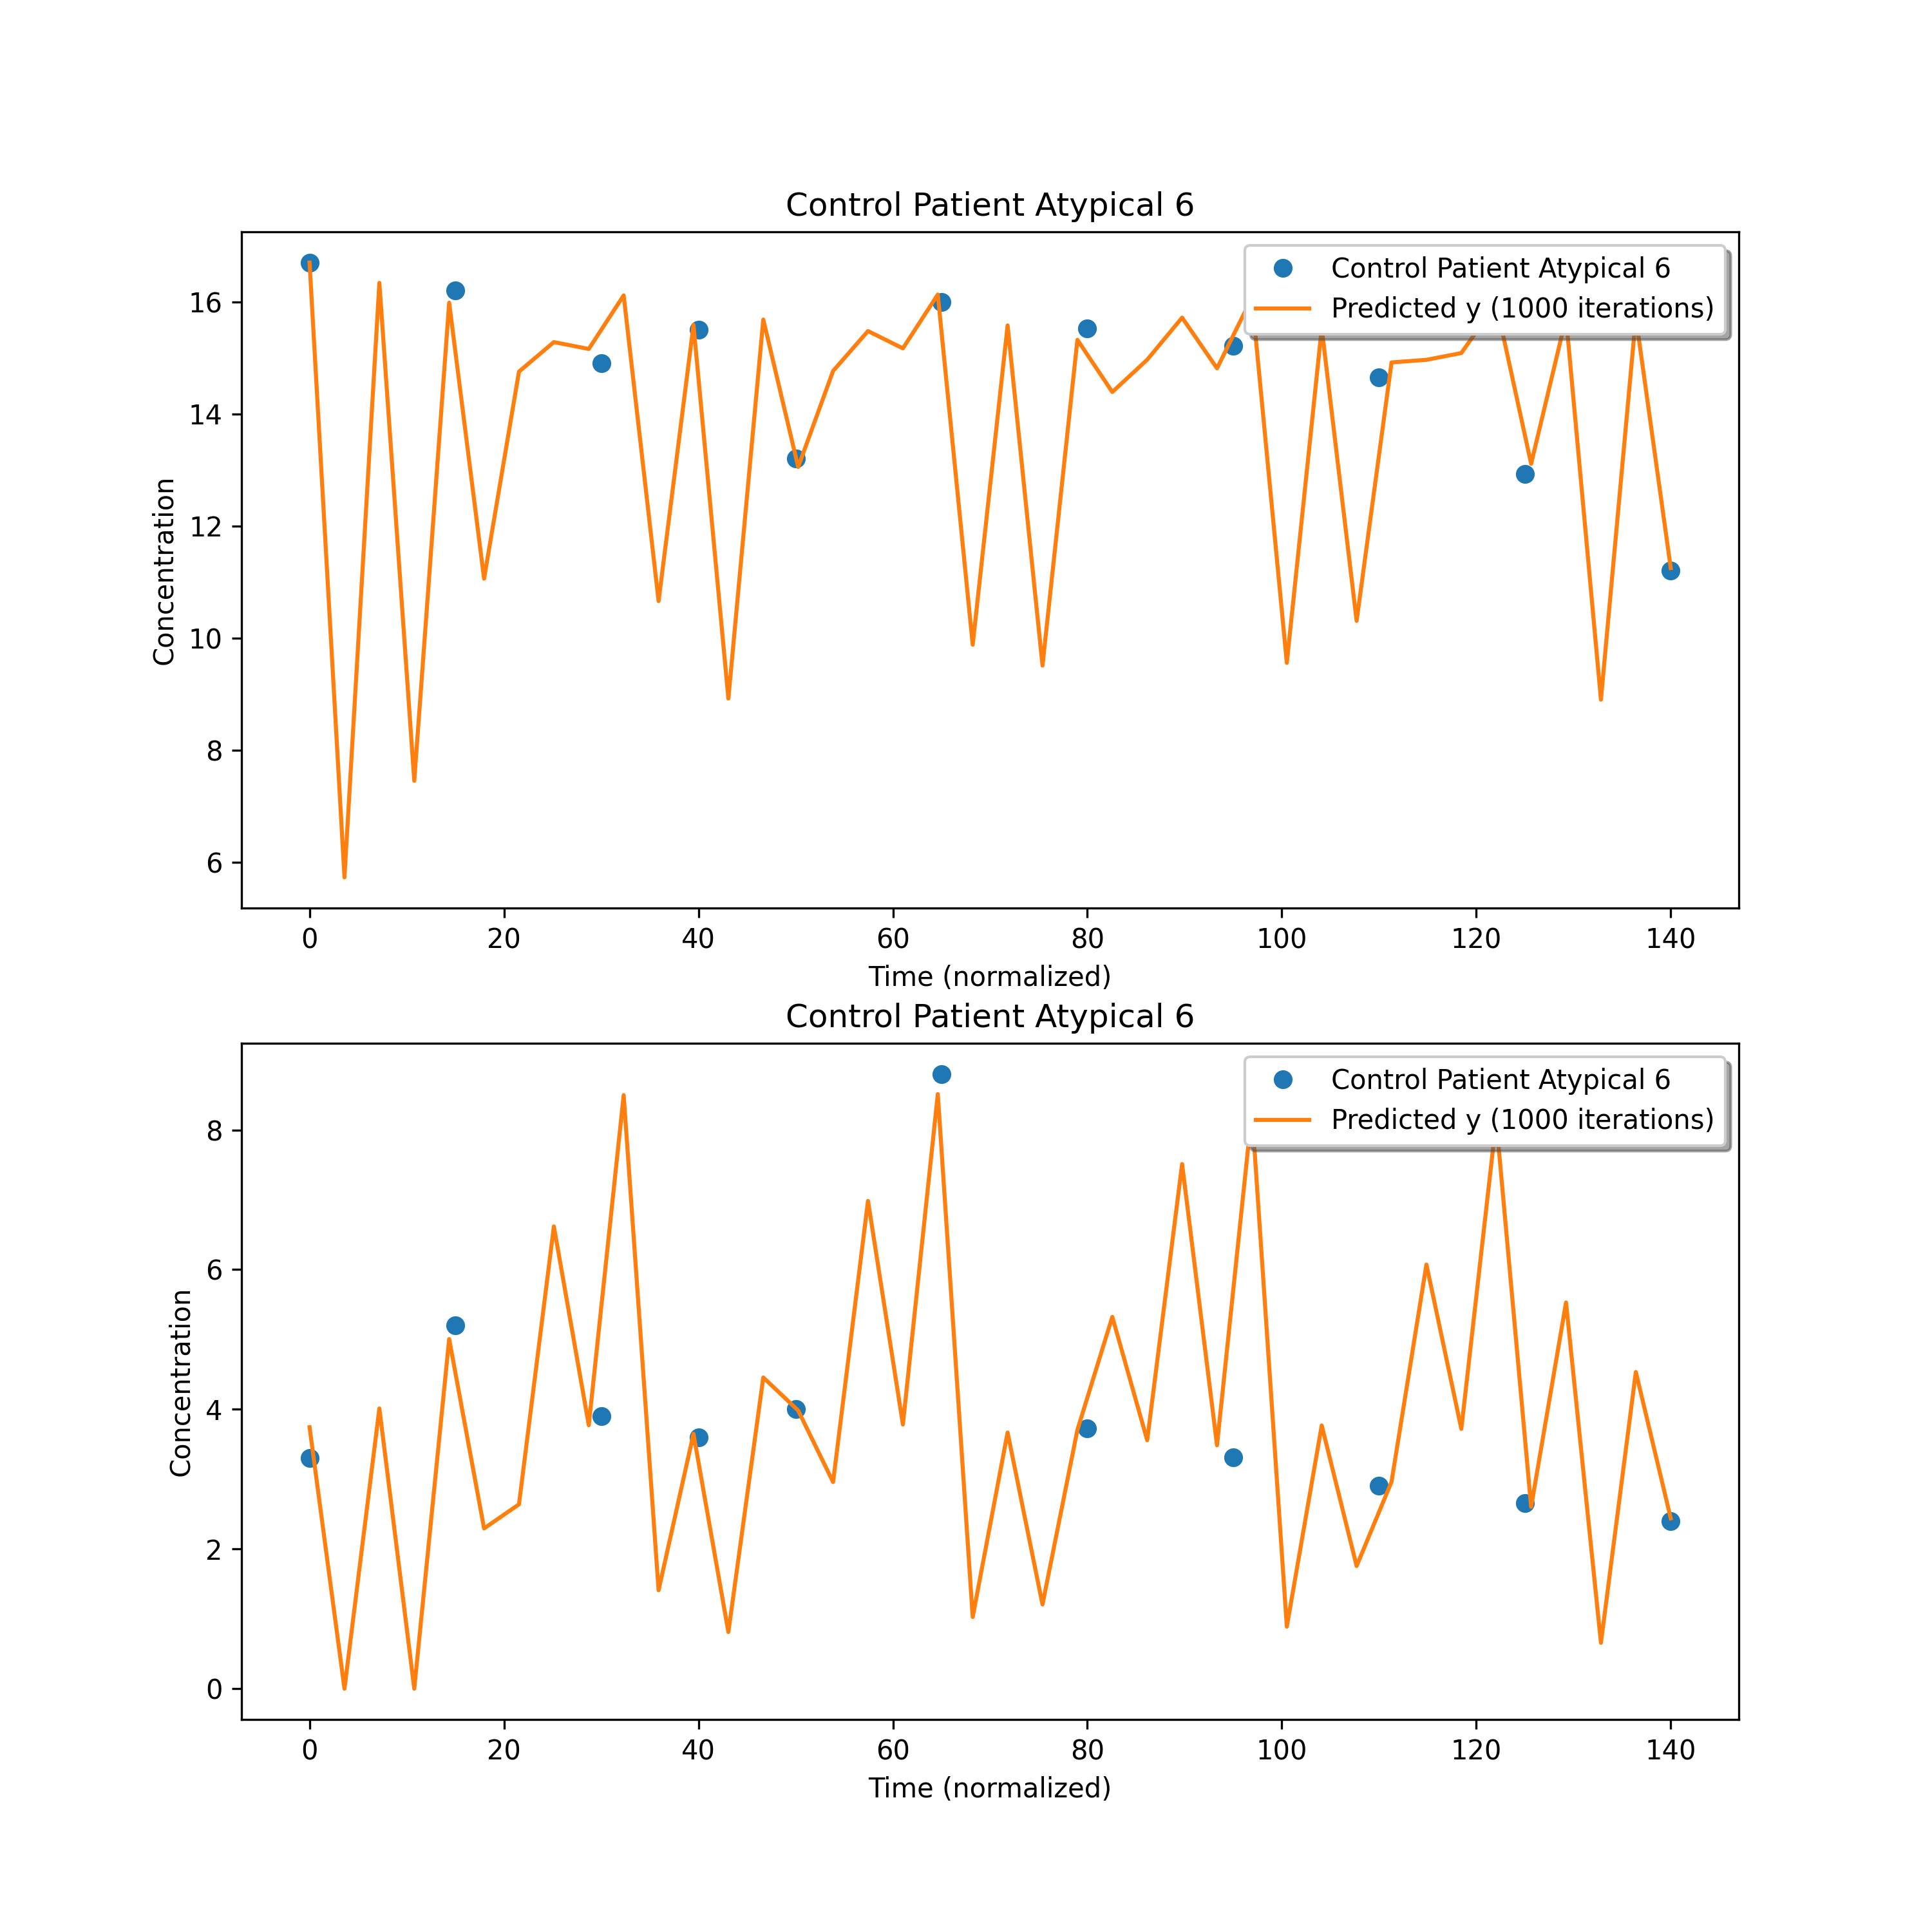 Control Patient Atypical 6
Control Patient Atypical 6
Predicted y (1000 iterations)
16
14
12
10
8
6
Concentration
0 20 40 60 80 100 120 140
Time (normalized)
Control Patient Atypical 6
Control Patient Atypical 6
Predicted y (1000 iterations)
8
6
4
2
0
Concentration
0 20 40 60 80 100 120 140
Time (normalized)